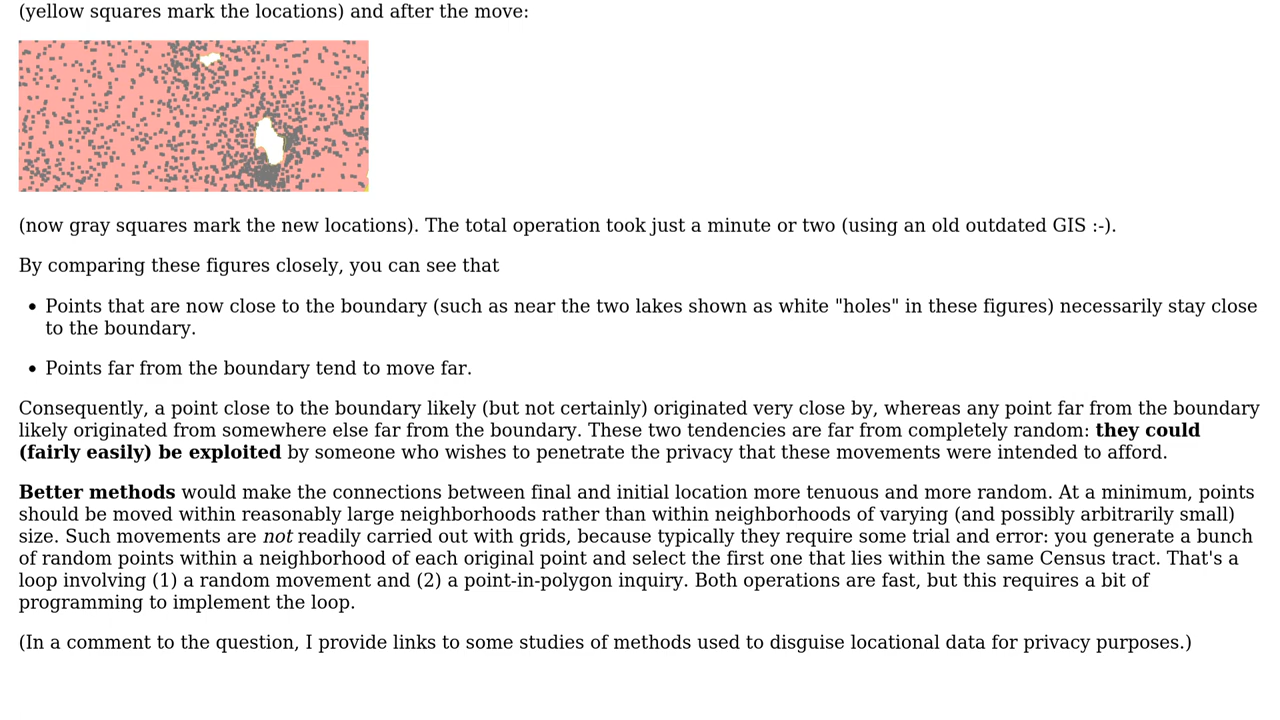 (yellow squares mark the locations) and after the move:
(now gray squares mark the new locations). The total operation took just a minute or two (using an old outdated GIS :-).
By comparing these figures closely, you can see that
• Points that are now close to the boundary (such as near the two lakes shown as white "holes" in these figures) necessarily stay close
to the boundary.
• Points far from the boundary tend to move far.
Consequently, a point close to the boundary likely (but not certainly) originated very close by, whereas any point far from the boundary
likely originated from somewhere else far from the boundary. These two tendencies are far from completely random: they could
(fairly easily) be exploited by someone who wishes to penetrate the privacy that these movements were intended to afford.
Better methods would make the connections between final and initial location more tenuous and more random. At a minimum, points
should be moved within reasonably large neighborhoods rather than within neighborhoods of varying (and possibly arbitrarily small)
size. Such movements are not readily carried out with grids, because typically they require some trial and error: you generate a bunch
of random points within a neighborhood of each original point and select the first one that lies within the same Census tract. That's a
loop involving (1) a random movement and (2) a point-in-polygon inquiry. Both operations are fast, but this requires a bit of
programming to implement the loop.
(In a comment to the question, I provide links to some studies of methods used to disguise locational data for privacy purposes.)